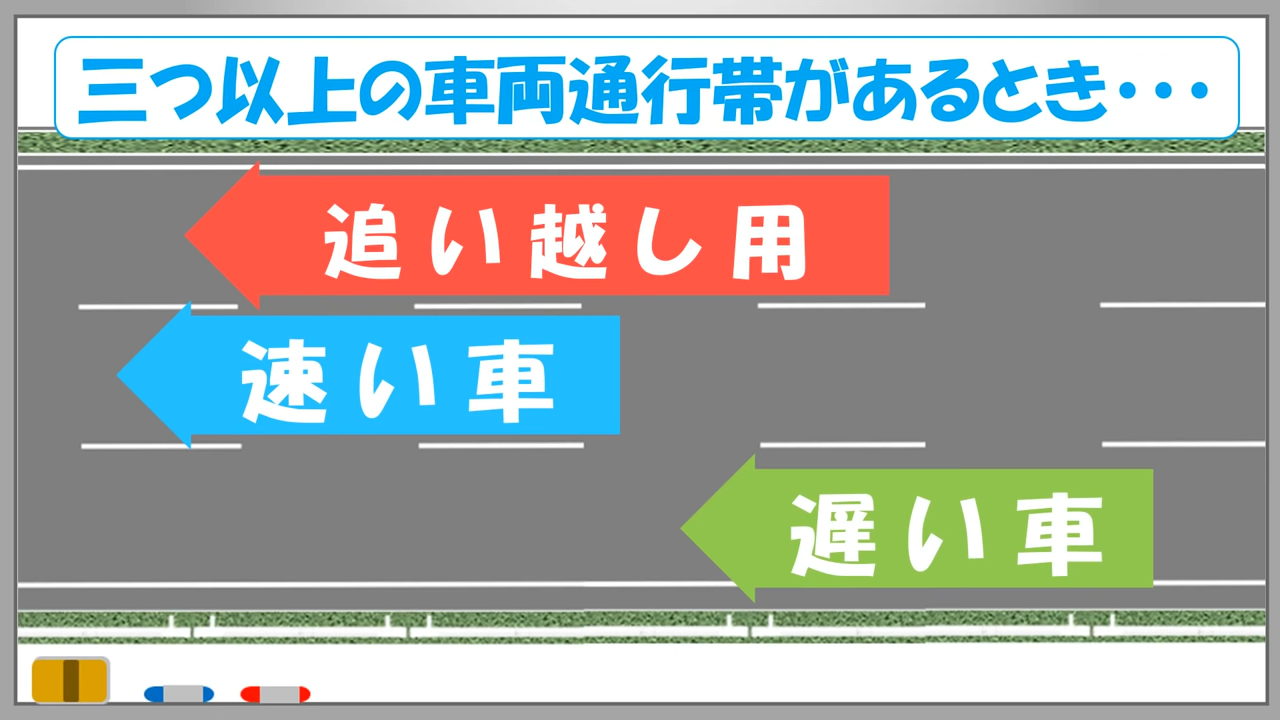 三つ以上の車両通行帯があるとき・・・
追い越し用
速い車
遅い車